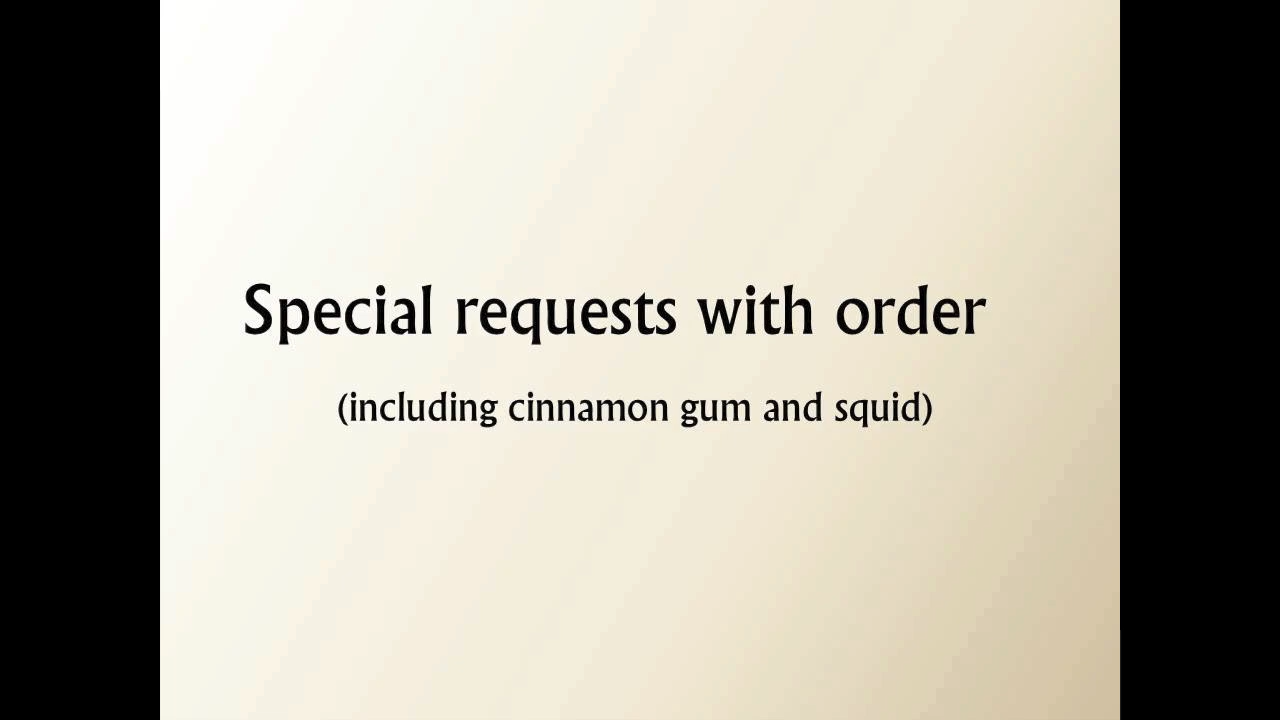 Special requests with order
(including cinnamon gum and squid)